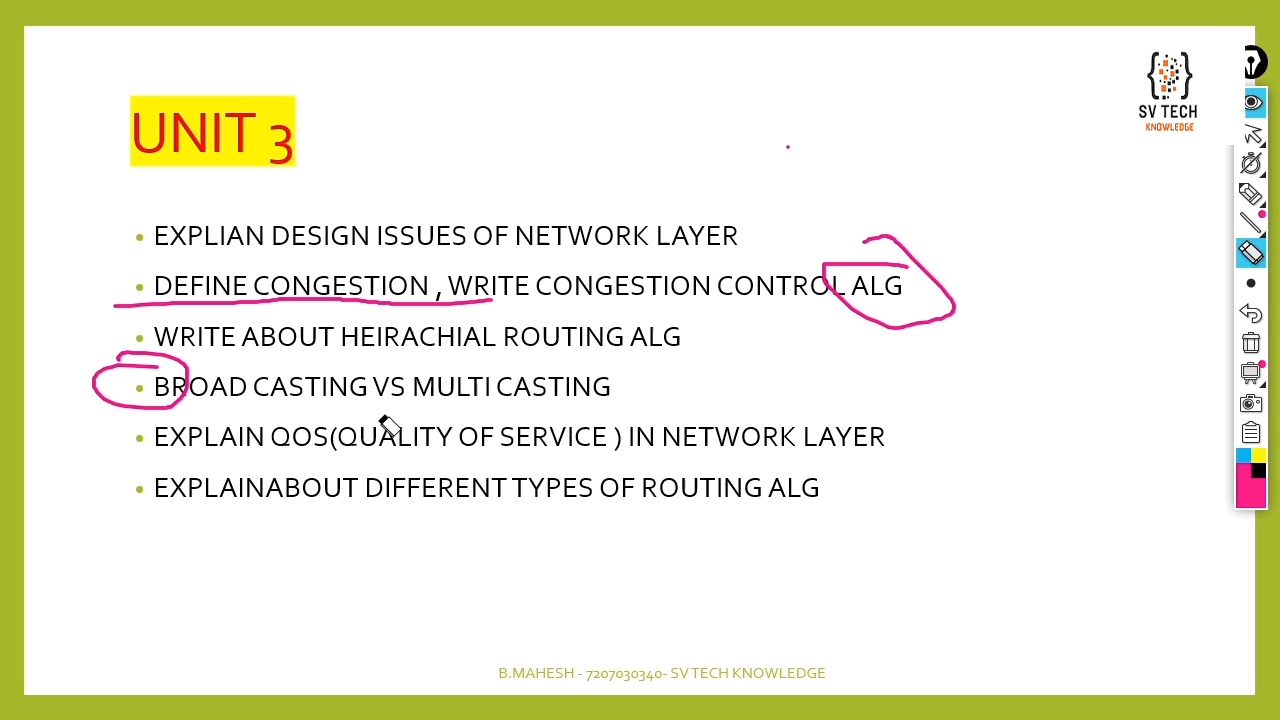 SV TECH
KNOWLEDGE
UNIT 3
EXPLIAN DESIGN ISSUES OF NETWORK LAYER
DEFINE CONGESTION , WRITE CONGESTION CONTROL ALG
WRITE ABOUT HEIRACHIAL ROUTING ALG
BROAD CASTING VS MULTI CASTING
EXPLAIN QOS(QUALITY OF SERVICE ) IN NETWORK LAYER
EXPLAINABOUT DIFFERENT TYPES OF ROUTING ALG
B.MAHESH - 7207030340- SV TECH KNOWLEDGE